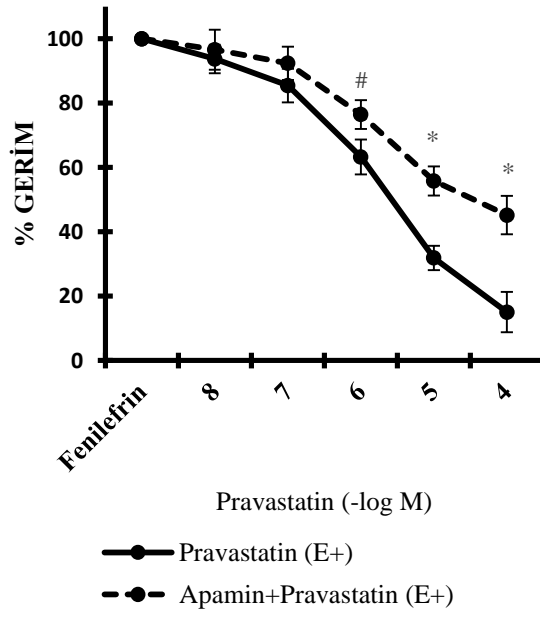 % GERİM
100
80
60
40
20
0
#
*
*
Fenilefrin
8
7
6
5
4
Pravastatin (-log M)
Pravastatin (E+)
Apamin+Pravastatin (E+)